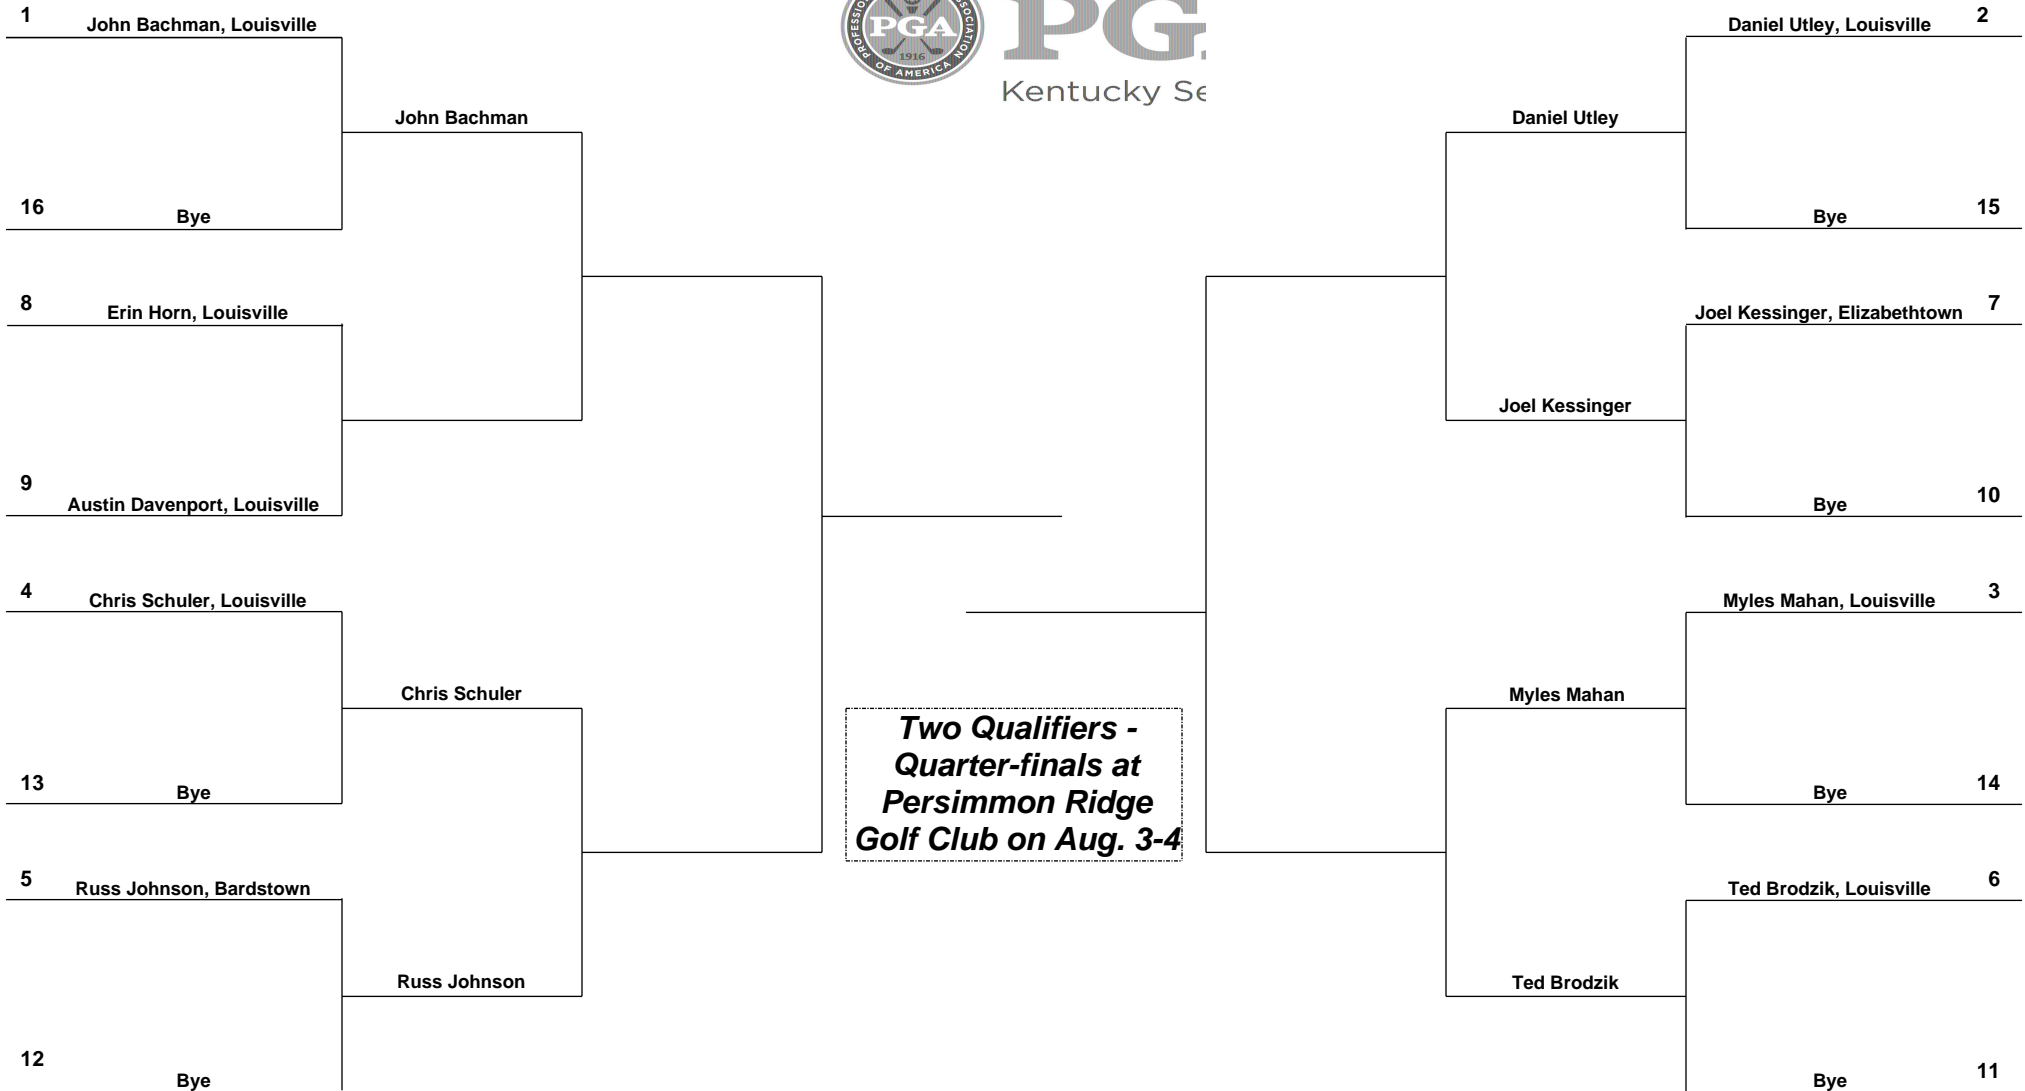 1
John Bachman, Louisville
John Bachman
16
Bye
8
Erin Horn, Louisville
9
Austin Davenport, Louisville
4
Chris Schuler, Louisville
Chris Schuler
13
Bye
5
Russ Johnson, Bardstown
Russ Johnson
12
Bye
PGA
1916
OF AMERICA
Kentucky Se
Two Qualifiers -
Quarter-finals at
Persimmon Ridge
Golf Club on Aug. 3-4
Daniel Utley, Louisville 2
Daniel Utley
Bye 15
Joel Kessinger, Elizabethtown 7
Joel Kessinger
Bye 10
Myles Mahan, Louisville 3
Myles Mahan
Bye 14
Ted Brodzik, Louisville 6
Ted Brodzik
Bye 11